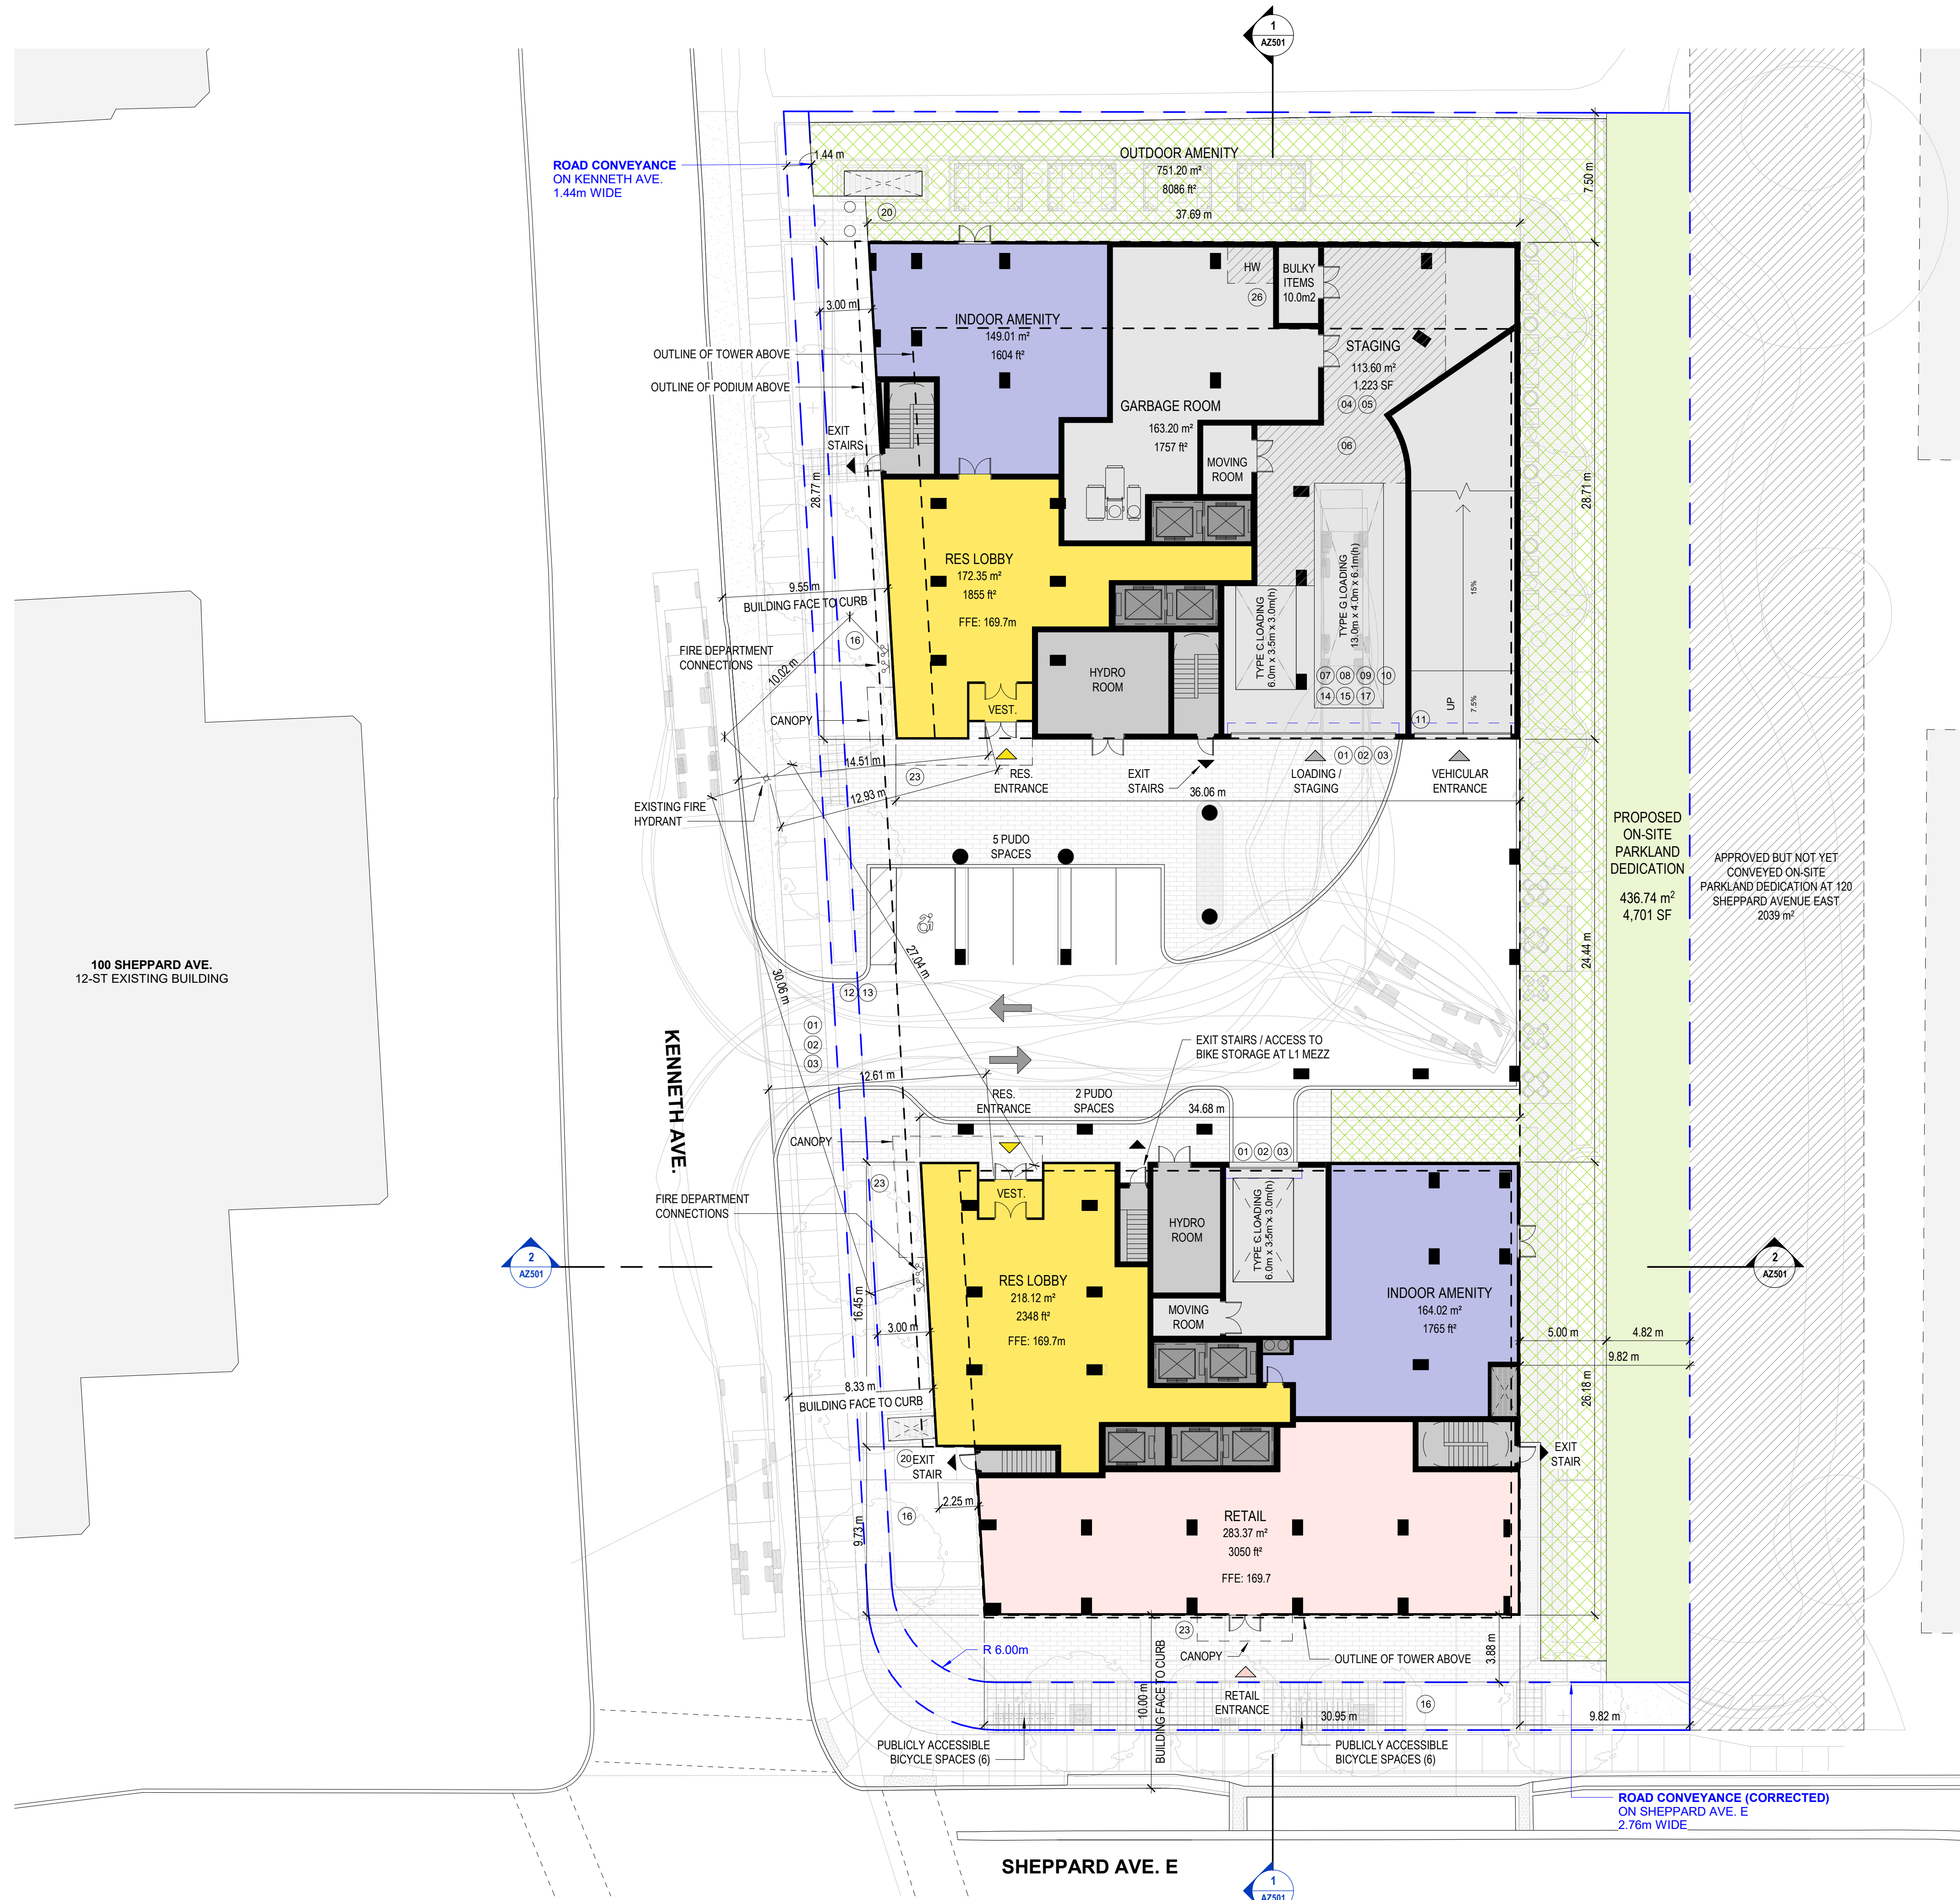 1
AZ501
ROAD CONVEYANCE
ON KENNETH AVE.
1.44m WIDE
1.44 m
OUTDOOR AMENITY
751.20 m²
8086 ft²
7.50 m
20
37.69 m
3.00 m
INDOOR AMENITY
149.01 m²
1604 ft²
HW
26
BULKY
ITEMS
10.0m2
OUTLINE OF TOWER ABOVE
OUTLINE OF PODIUM ABOVE
STAGING
113.60 m²
1,223 SF
04 05
06
GARBAGE ROOM
163.20 m²
1757 ft²
EXIT
STAIRS
MOVING
ROOM
28.77 m
28.71 m
RES LOBBY
172.35 m²
1855 ft²
FFE: 169.7m
9.55 m
BUILDING FACE TO CURB
16
FIRE DEPARTMENT
CONNECTIONS
10.02 m
CANOPY
HYDRO
ROOM
VEST.
TYPE C LOADING
6.0m x 3.5m x 3.0m(h)
TYPE G LOADING
13.0m x 4.0m x 6.1m(h)
07 08 09 10
14 15 17
11
15%
UP
7.5%
14.51 m
23
RES.
ENTRANCE
EXIT
STAIRS
01 02 03
LOADING /
STAGING
VEHICULAR
ENTRANCE
12.93 m
36.06 m
EXISTING FIRE
HYDRANT
5 PUDO
SPACES
PROPOSED
ON-SITE
PARKLAND
DEDICATION
436.74 m²
4,701 SF
APPROVED BUT NOT YET
CONVEYED ON-SITE
PARKLAND DEDICATION AT 120
SHEPPARD AVENUE EAST
2039 m²
24.44 m
27.04 m
30.06 m
100 SHEPPARD AVE.
12-ST EXISTING BUILDING
12 13
01
02
03
KENNETH AVE.
EXIT STAIRS / ACCESS TO
BIKE STORAGE AT L1 MEZZ
12.61 m
RES.
ENTRANCE
2 PUDO
SPACES
34.68 m
CANOPY
01 02 03
23
FIRE DEPARTMENT
CONNECTIONS
VEST.
HYDRO
ROOM
TYPE C LOADING
6.0m x 3.5m x 3.0m(h)
2
AZ501
2
AZ501
RES LOBBY
218.12 m²
2348 ft²
FFE: 169.7m
MOVING
ROOM
INDOOR AMENITY
164.02 m²
1765 ft²
16.45 m
3.00 m
5.00 m
4.82 m
9.82 m
8.33 m
BUILDING FACE TO CURB
26.18 m
20
EXIT
STAIR
EXIT
STAIR
2.25 m
16
9.73 m
RETAIL
283.37 m²
3050 ft²
FFE: 169.7
23
R 6.00m
CANOPY
OUTLINE OF TOWER ABOVE
3.88 m
10.00 m
BUILDING FACE TO CURB
RETAIL
ENTRANCE
16
30.95 m
9.82 m
PUBLICLY ACCESSIBLE
BICYCLE SPACES (6)
PUBLICLY ACCESSIBLE
BICYCLE SPACES (6)
ROAD CONVEYANCE (CORRECTED)
ON SHEPPARD AVE. E
2.76m WIDE
SHEPPARD AVE. E
1
AZ501